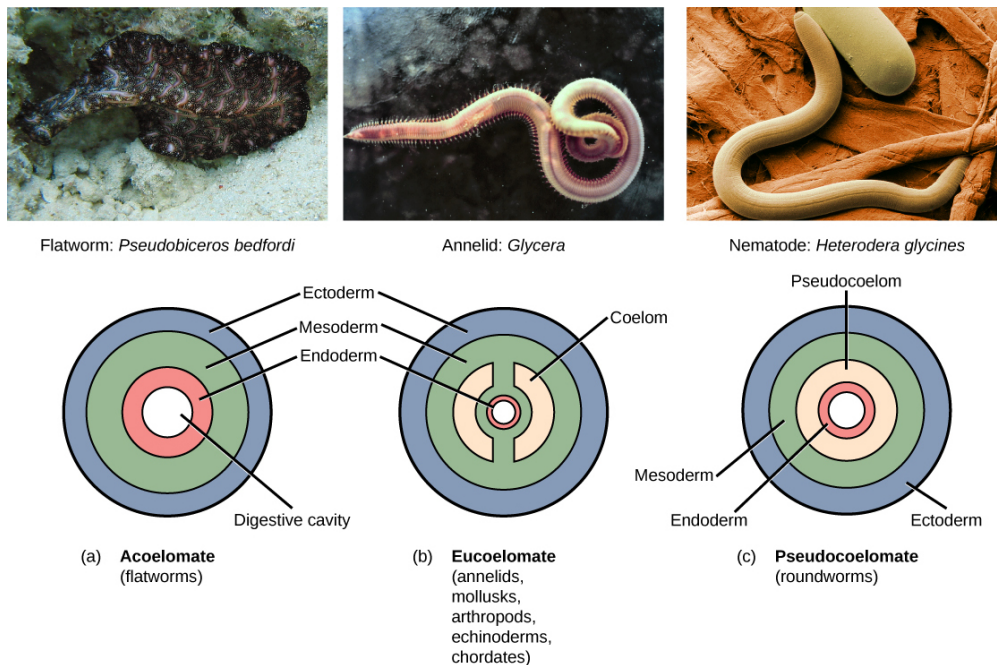 Flatworm: Pseudobiceros bedfordi
Annelid: Glycera
Nematode: Heterodera glycines
Ectoderm
Mesoderm
Endoderm
Digestive cavity
Coelom
Pseudocoelom
Mesoderm
Endoderm
Ectoderm
(a) Acoelomate
(flatworms)
(b) Eucoelomate
(annelids,
mollusks,
arthropods,
echinoderms,
chordates)
(c) Pseudocoelomate
(roundworms)